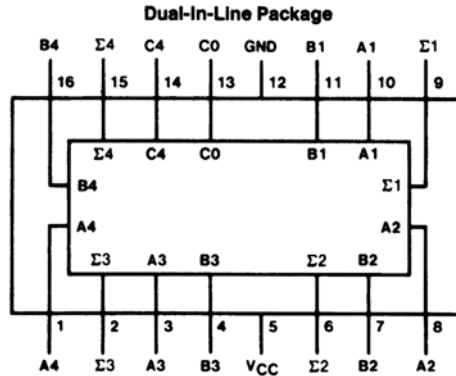 Dual-In-Line Package
B4 Σ4 C4 C0 GND B1 A1 Σ1
16 15 14 13 12 11 10 9
Σ4 C4 C0 B1 A1
B4 Σ1
A4 A2
Σ3 A3 B3 Σ2 B2
1 2 3 4 5 6 7 8
A4 Σ3 A3 B3 VCC Σ2 B2 A2